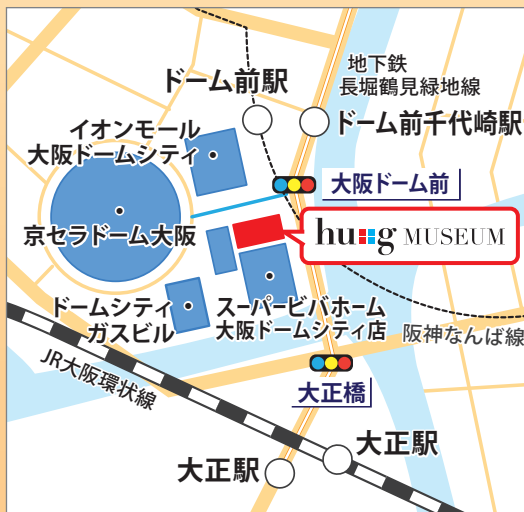 地下鉄
長堀鶴見緑地線
ドーム前駅
ドーム前千代崎駅
イオンモール
大阪ドームシティ
大阪ドーム前
京セラドーム大阪
hu g MUSEUM
ドームシティ
ガスビル
スーパービバホーム
大阪ドームシティ店
阪神なんば線
JR大阪環状線
大正橋
大正駅
大正駅